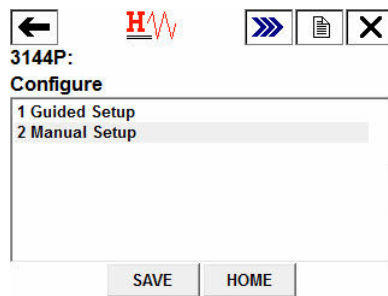 H
3144P:
Configure
1 Guided Setup
2 Manual Setup
SAVE HOME